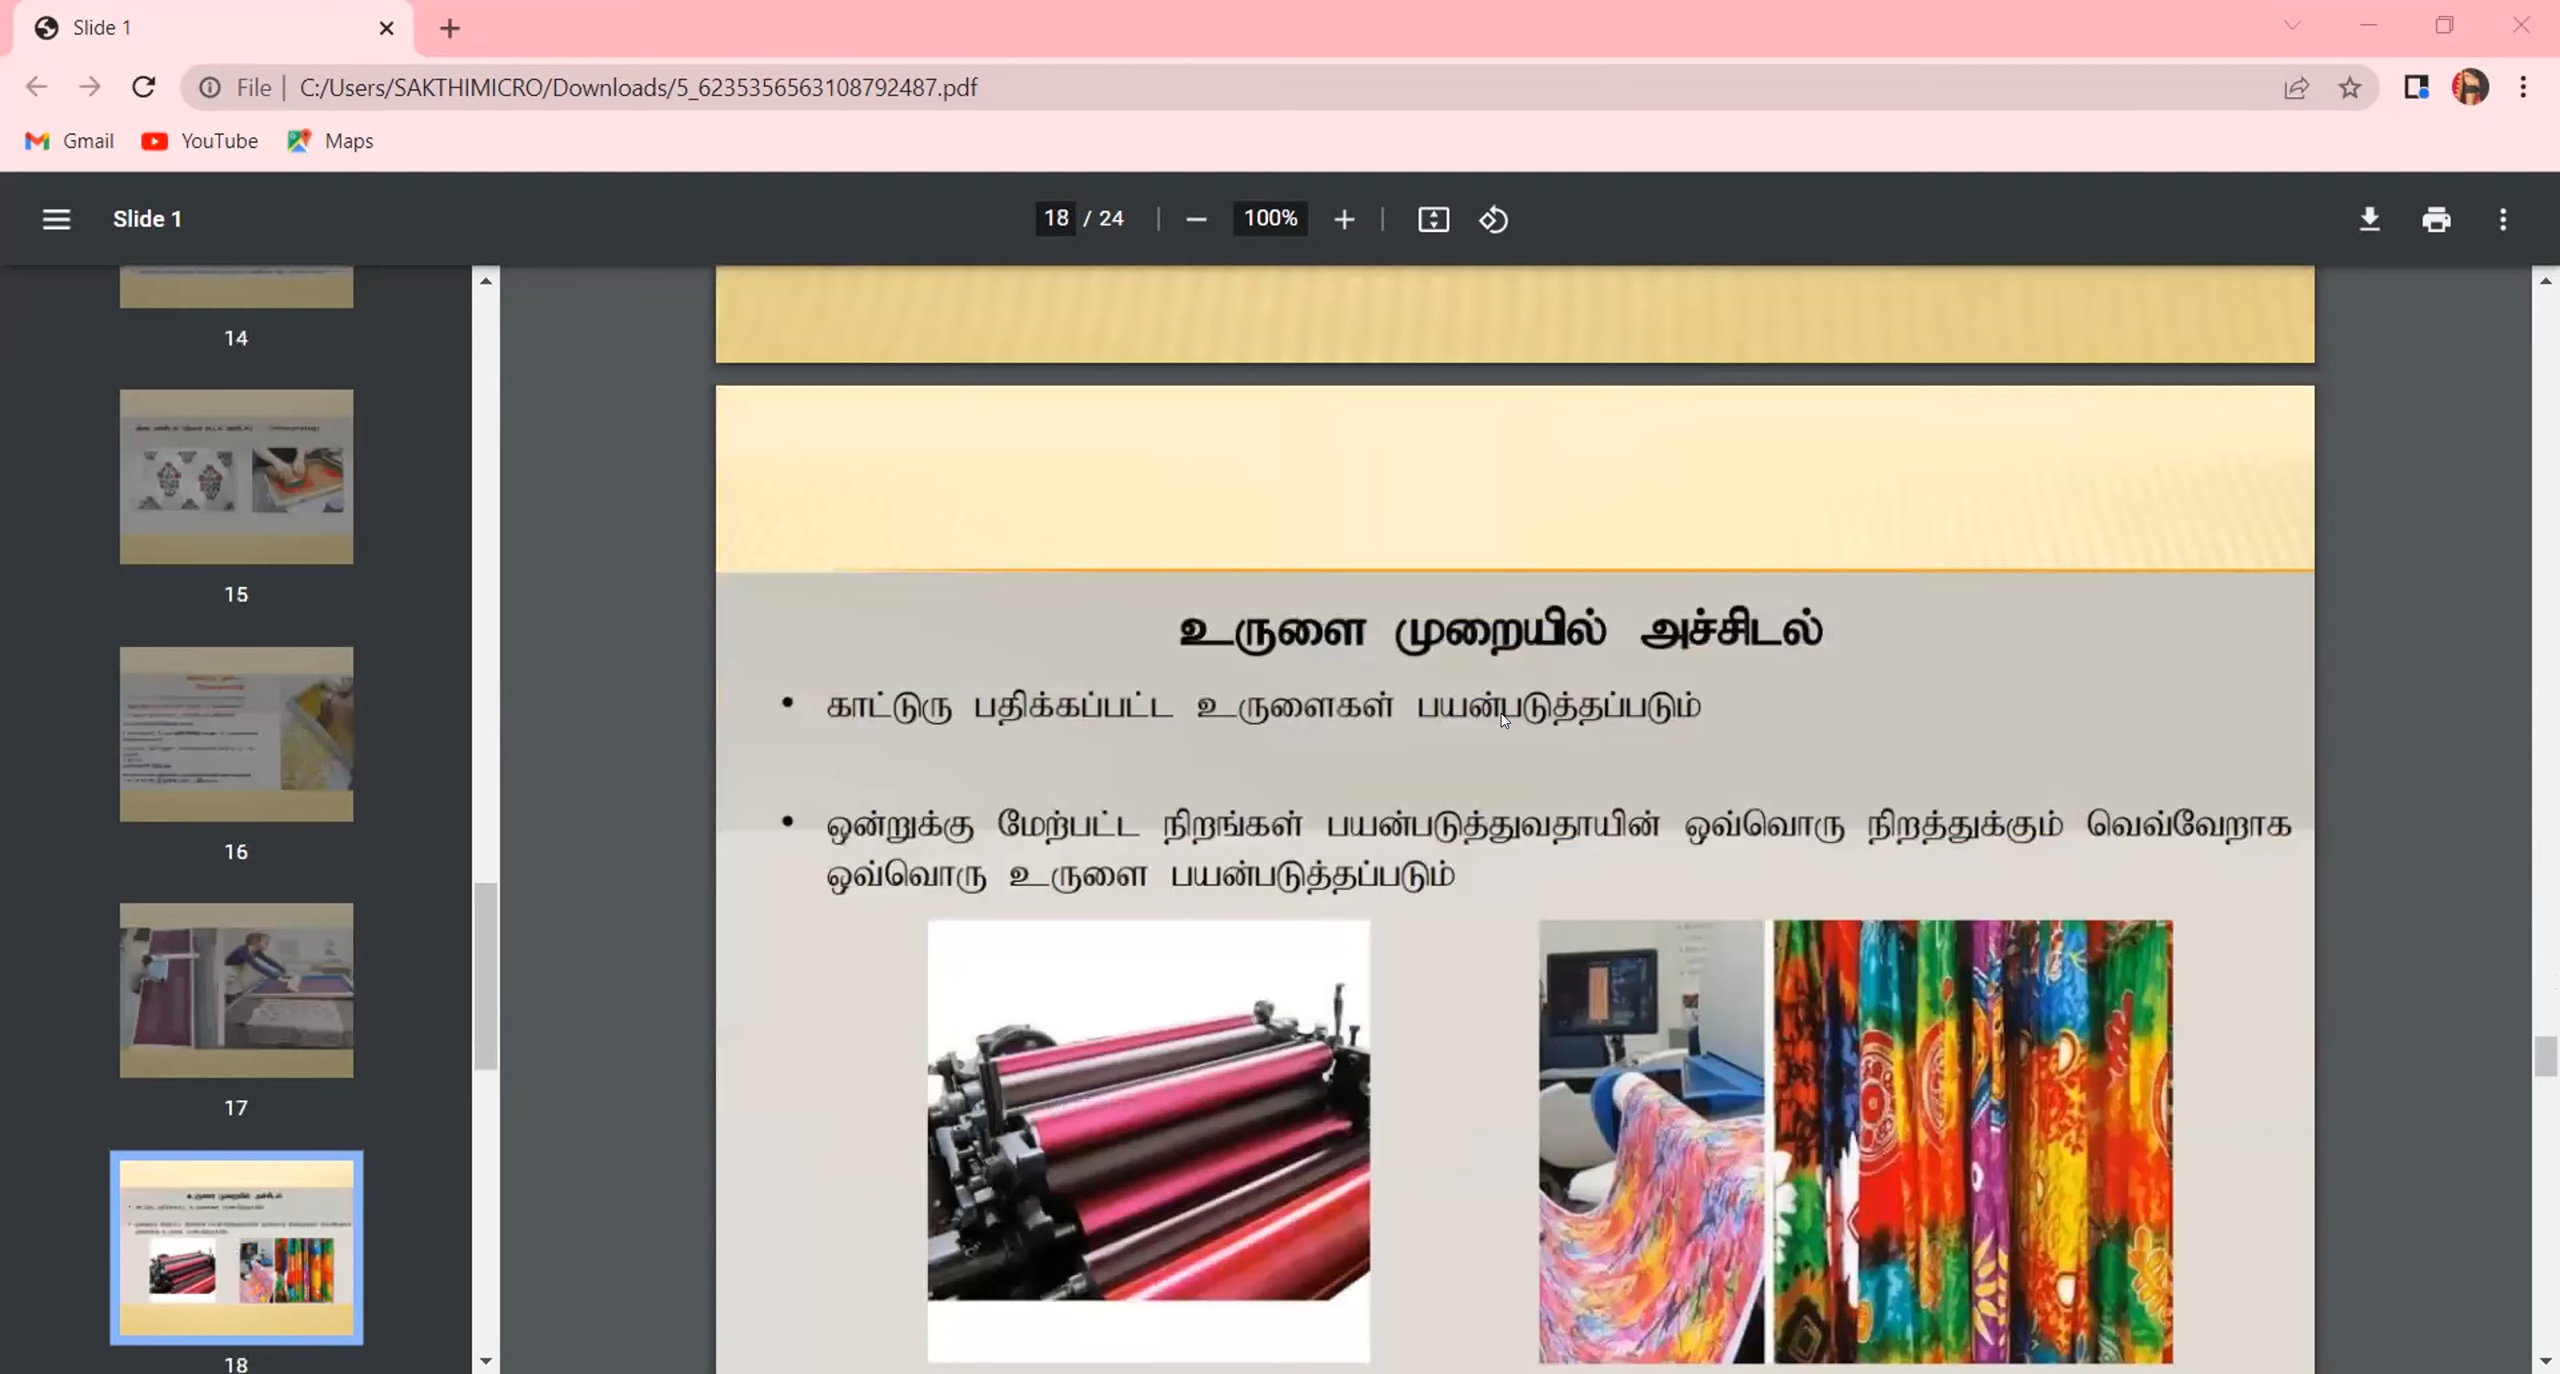 Slide 1
File
C:/Users/SAKTHIMICRO/Downloads/5_6235356563108792487.pdf
Gmail YouTube Maps
Slide 1
18 / 24
100%
14
15
16
17
18
உருளை முறையில் அச்சிடல்
• காட்டுரு பதிக்கப்பட்ட உருளைகள் பயன்படுத்தப்படும்
• ஒன்றுக்கு மேற்பட்ட நிறங்கள் பயன்படுத்துவதாயின் ஒவ்வொரு நிறத்துக்கும் வெவ்வேறாக
ஒவ்வொரு உருளை பயன்படுத்தப்படும்